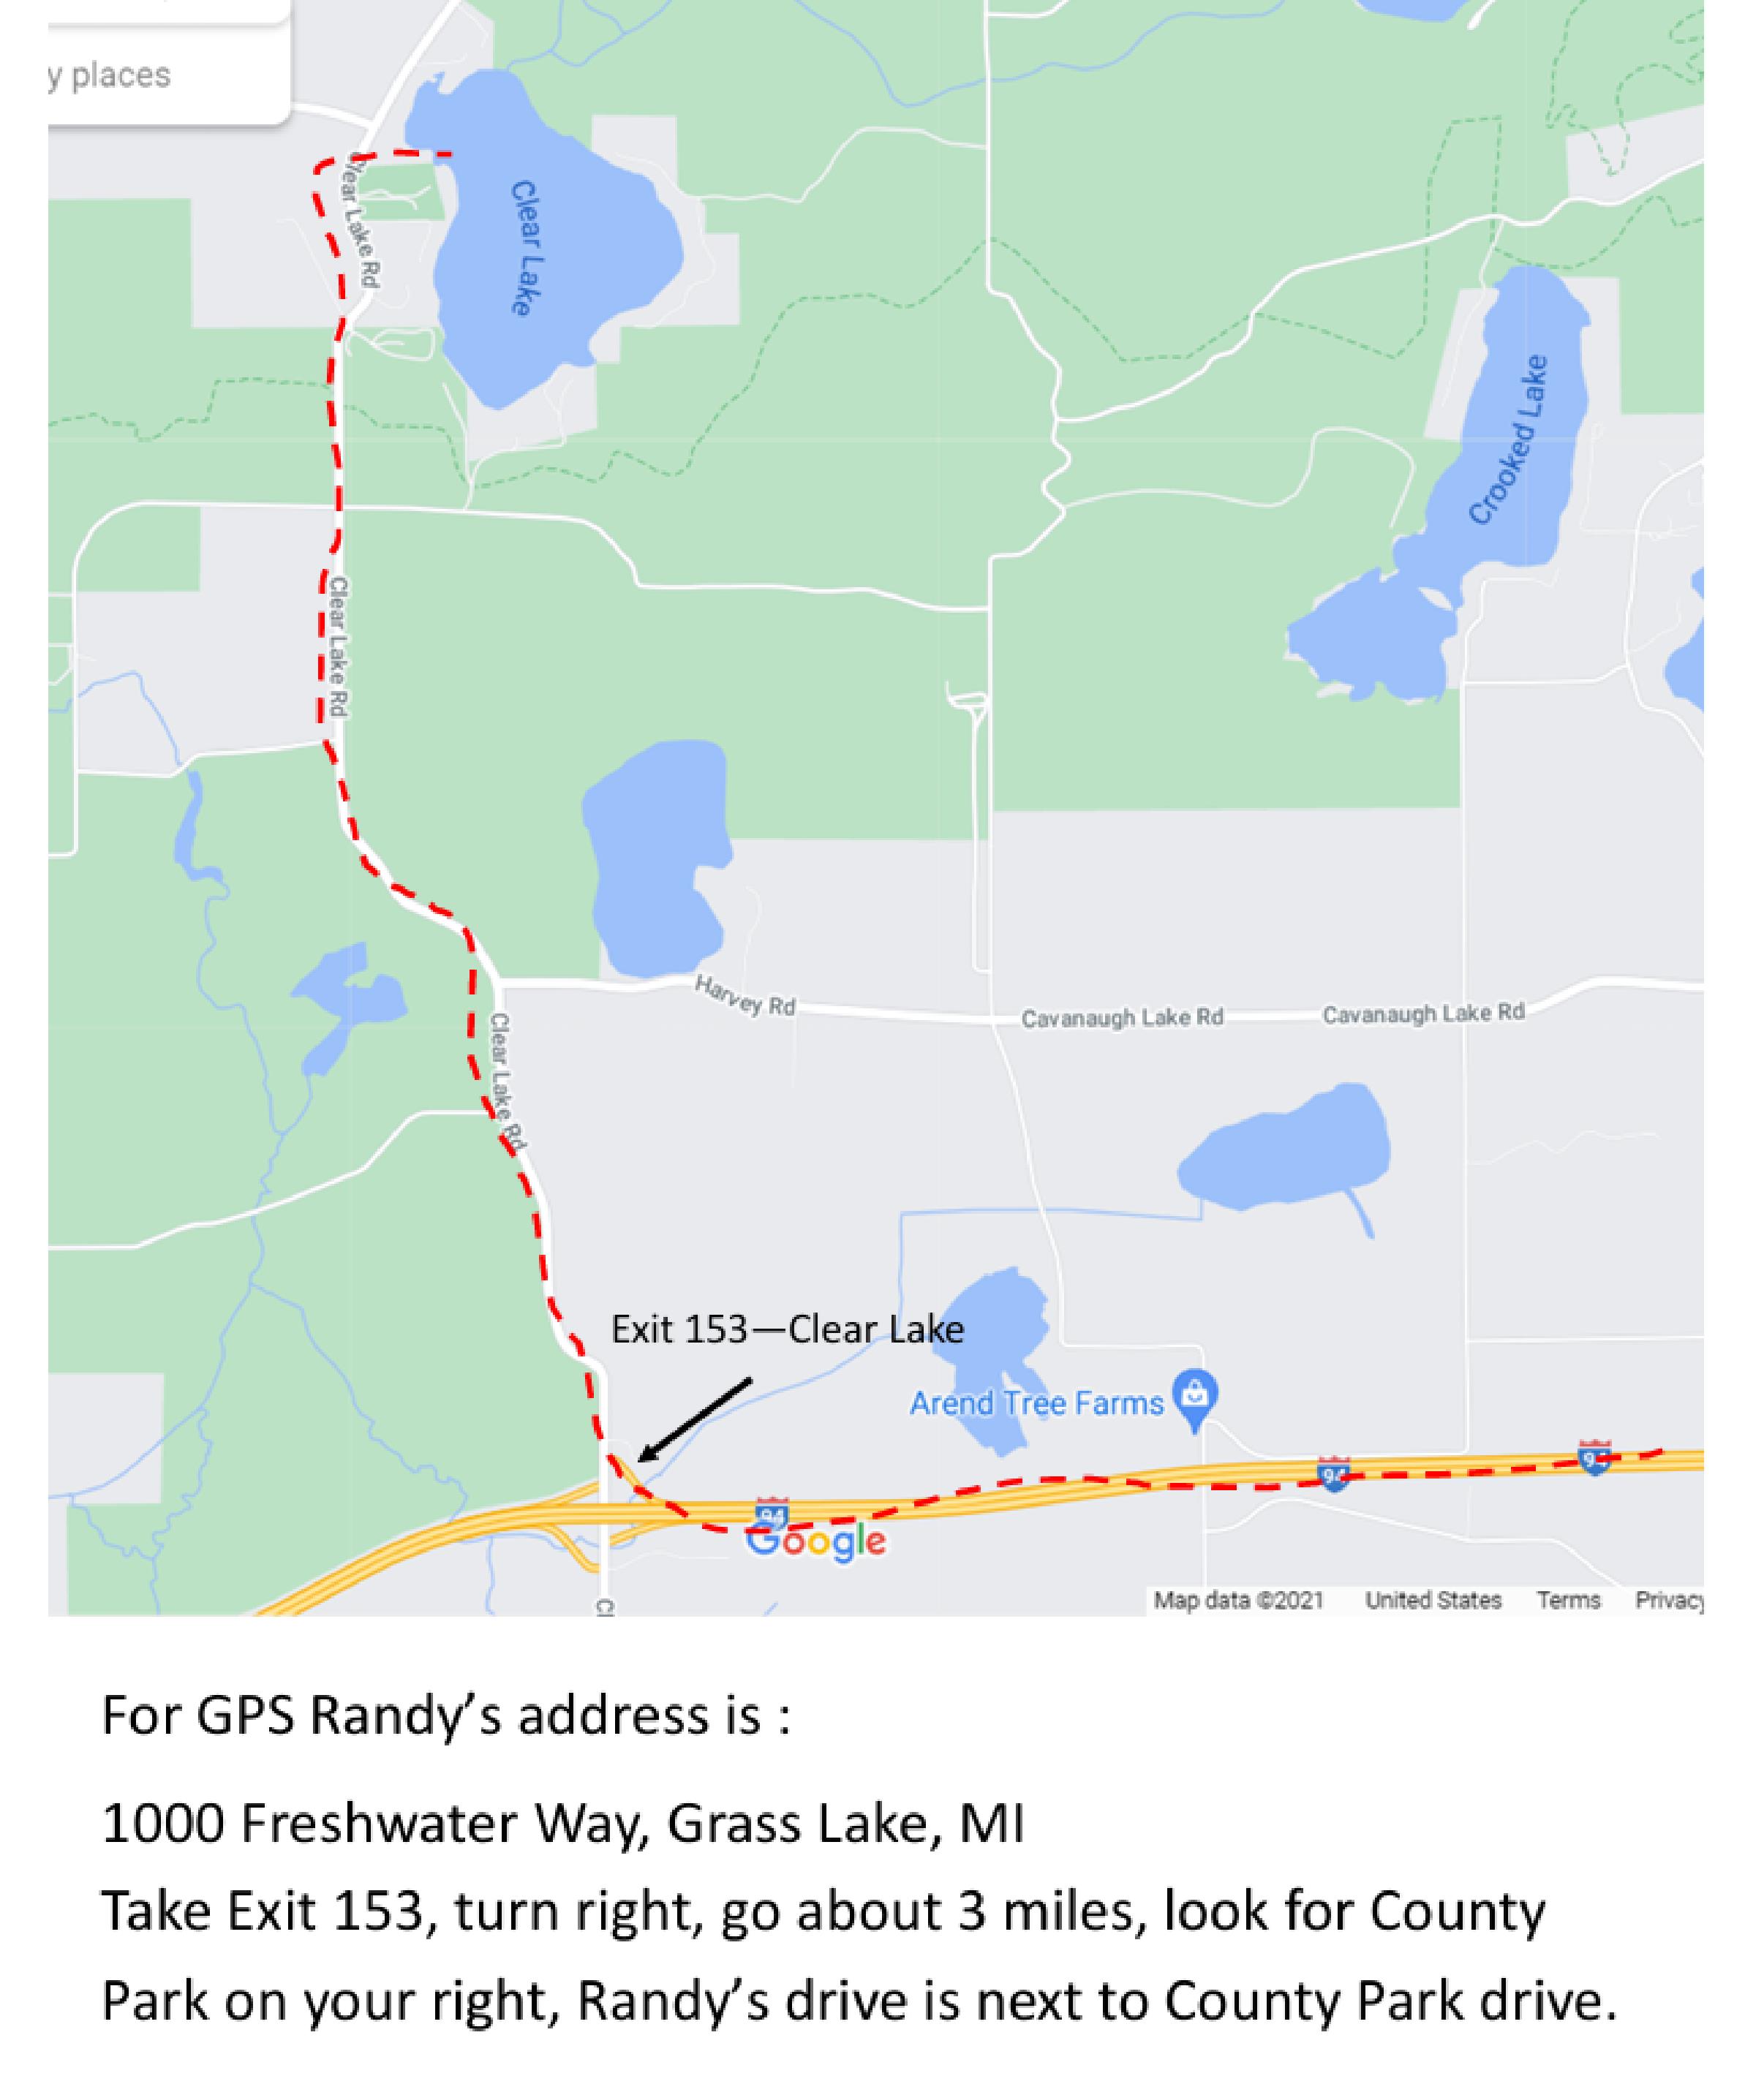 y places
Clear Lake Rd
Clear Lake
Crooked Lake
Clear Lake Rd
Harvey Rd
Cavanaugh Lake Rd
Cavanaugh Lake Rd
Clear Lake Rd
Exit 153—Clear Lake
Arend Tree Farms
94
94
94
Google
Cl
Map data ©2021 United States Terms Privacy
For GPS Randy’s address is :
1000 Freshwater Way, Grass Lake, MI
Take Exit 153, turn right, go about 3 miles, look for County
Park on your right, Randy’s drive is next to County Park drive.